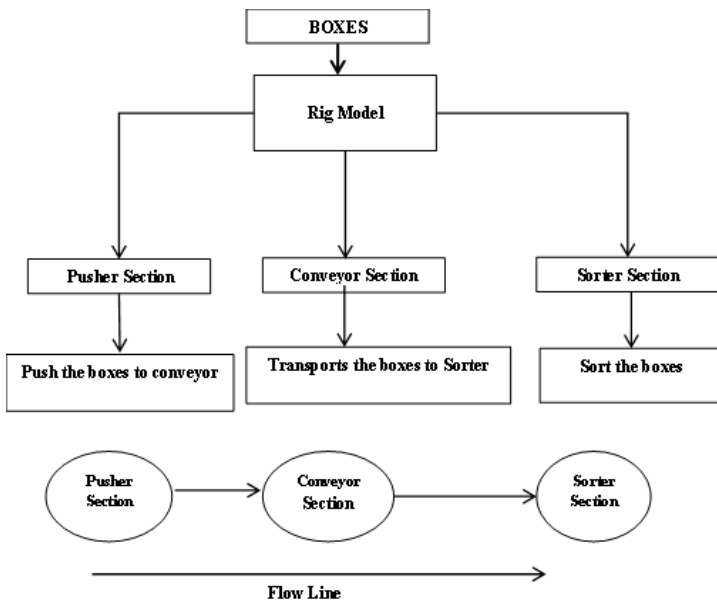 BOXES
Rig Model
Pusher Section
Conveyor Section
Sorter Section
Push the boxes to conveyor
Transports the boxes to Sorter
Sort the boxes
Pusher
Section
Conveyor
Section
Sorter
Section
Flow Line